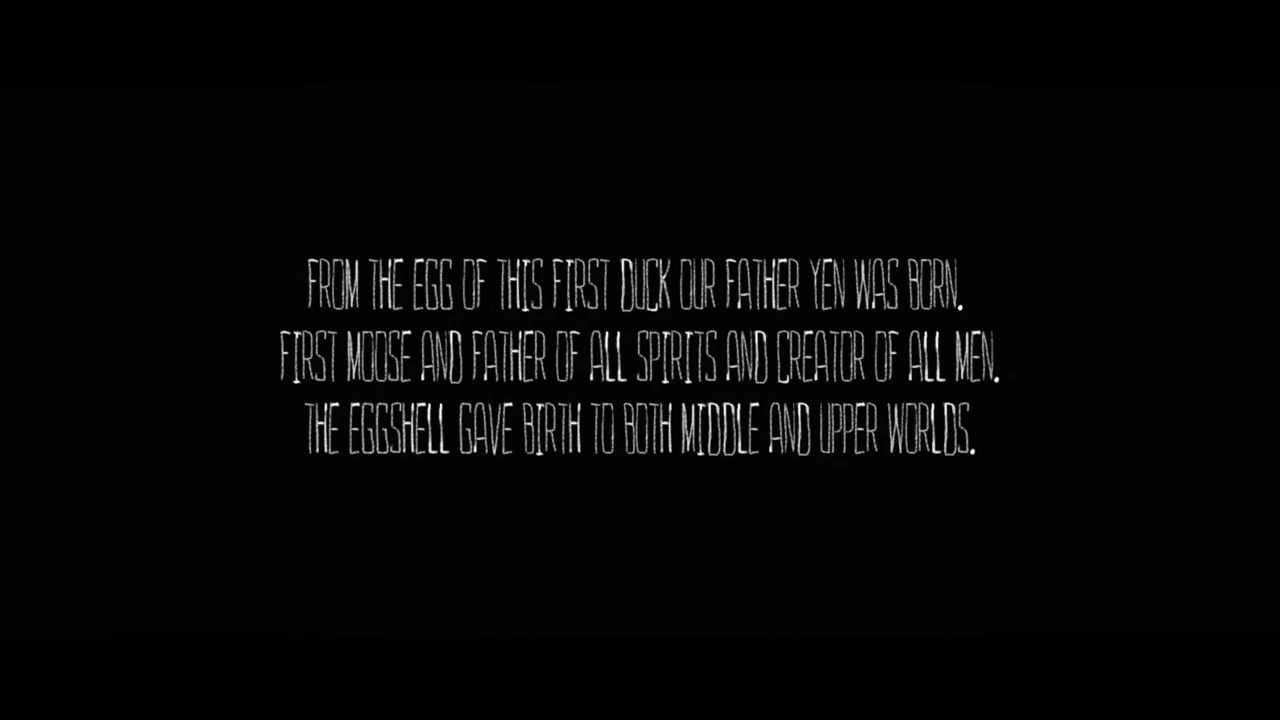 FROM THE EGG OF THIS FIRST DUCK OUR FATHER YEN WAS BORN.
FIRST MOOSE AND FATHER OF ALL SPIRITS AND CREATOR OF ALL MEN.
THE EGGSHELL GAVE BIRTH TO BOTH MIDDLE AND UPPER WORLDS.